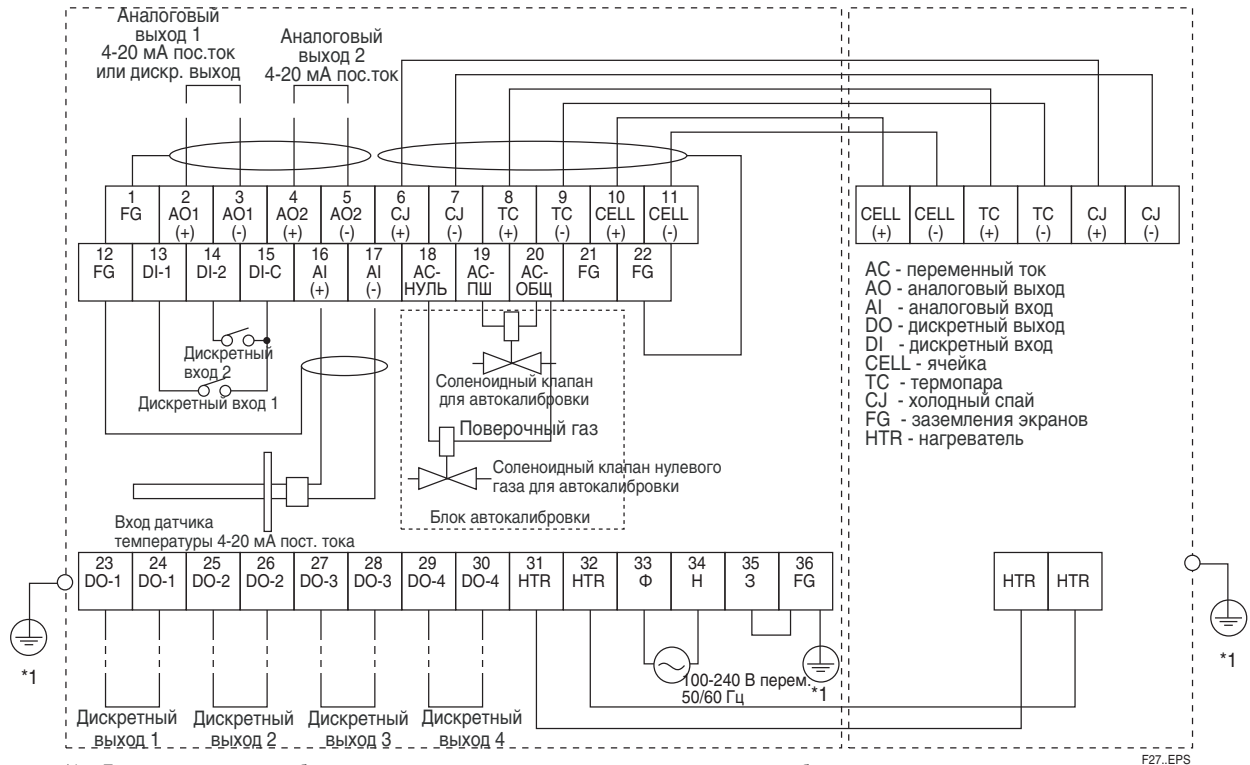 Аналоговый
выход 1
4-20 мА пос.ток
или дискр. выход
Аналоговый
выход 2
4-20 мА пос.ток
1 2 3 4 5 6 7 8 9 10 11
FG AO1 AO1 AO2 AO2 CJ CJ TC TC CELL CELL
(+) (-) (+) (-) (+) (-) (+) (-) (+) (-)
CELL CELL TC TC CJ CJ
(+) (-) (+) (-) (+) (-)
12 13 14 15 16 17 18 19 20 21 22
FG DI-1 DI-2 DI-C AI AI AC- AC- AC- FG FG
(+) (-) НУЛЬ ПШ ОБЩ
AC - переменный ток
AO - аналоговый выход
AI - аналоговый вход
DO - дискретный выход
DI - дискретный вход
CELL - ячейка
TC - термопара
CJ - холодный спай
FG - заземления экранов
HTR - нагреватель
Дискретный
вход 2
Дискретный вход 1
Соленоидный клапан
для автокалибровки
Поверочный газ
Соленоидный клапан нулевого
газа для автокалибровки
Блок автокалибровки
Вход датчика
температуры 4-20 мА пост. тока
23 24 25 26 27 28 29 30 31 32 33 34 35 36
DO-1 DO-1 DO-2 DO-2 DO-3 DO-3 DO-4 DO-4 HTR HTR Ф Н З FG
HTR HTR
*1
*1
*1
100-240 В перем.
50/60 Гц
Дискретный
выход 1
Дискретный
выход 2
Дискретный
выход 3
Дискретный
выход 4
F27..EPS